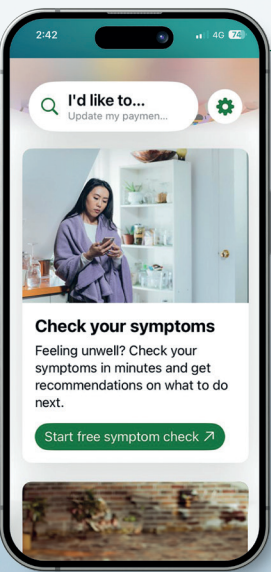 2:42
4G 74
I'd like to...
Update my paymen...
Check your symptoms
Feeling unwell? Check your
symptoms in minutes and get
recommendations on what to do
next.
Start free symptom check